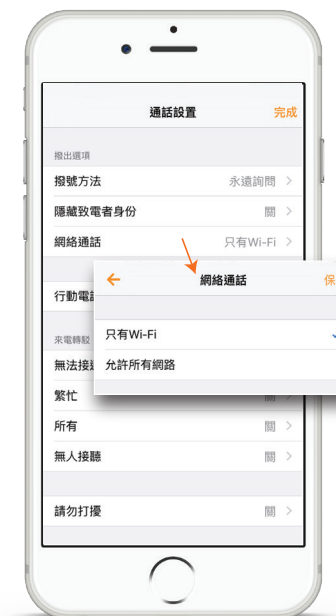 通話設置 完成
撥出選項
撥號方法 永遠詢問
隱藏致電者身份 關
網絡通話 只有Wi-Fi
網絡通話 保
行動電話
只有Wi-Fi
來電轉駁
允許所有網路
無法接
繁忙 關
所有 關
無人接聽 關
請勿打擾 關